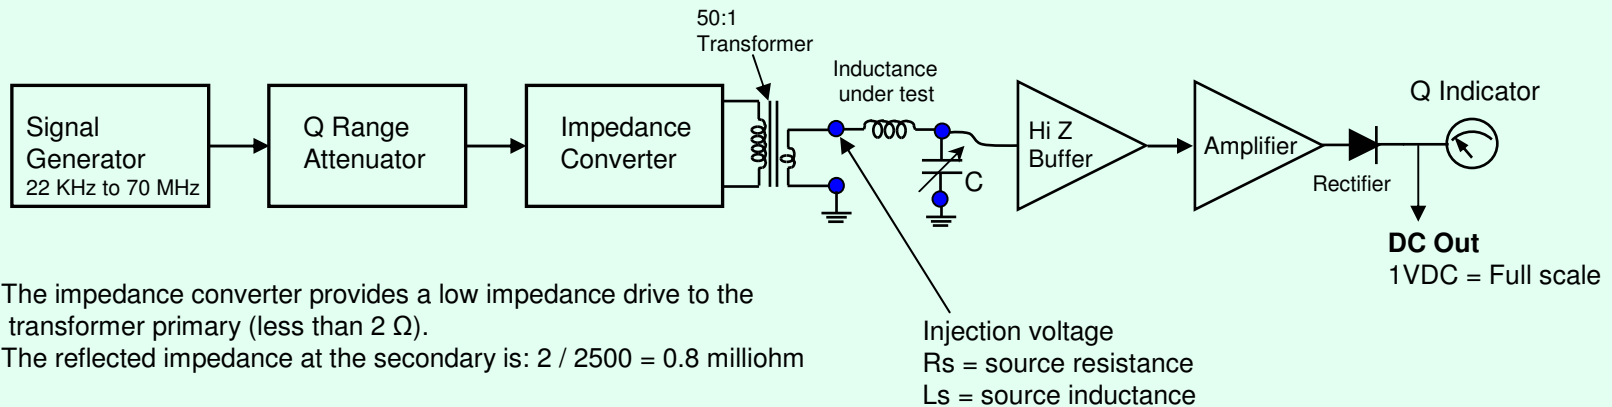 50:1
Transformer
Inductance
under test
Signal
Generator
22 KHz to 70 MHz
Q Range
Attenuator
Impedance
Converter
C
Hi Z
Buffer
Amplifier
Rectifier
Q Indicator
DC Out
1VDC = Full scale
The impedance converter provides a low impedance drive to the
transformer primary (less than 2 Ω).
The reflected impedance at the secondary is: 2 / 2500 = 0.8 milliohm
Injection voltage
Rs = source resistance
Ls = source inductance